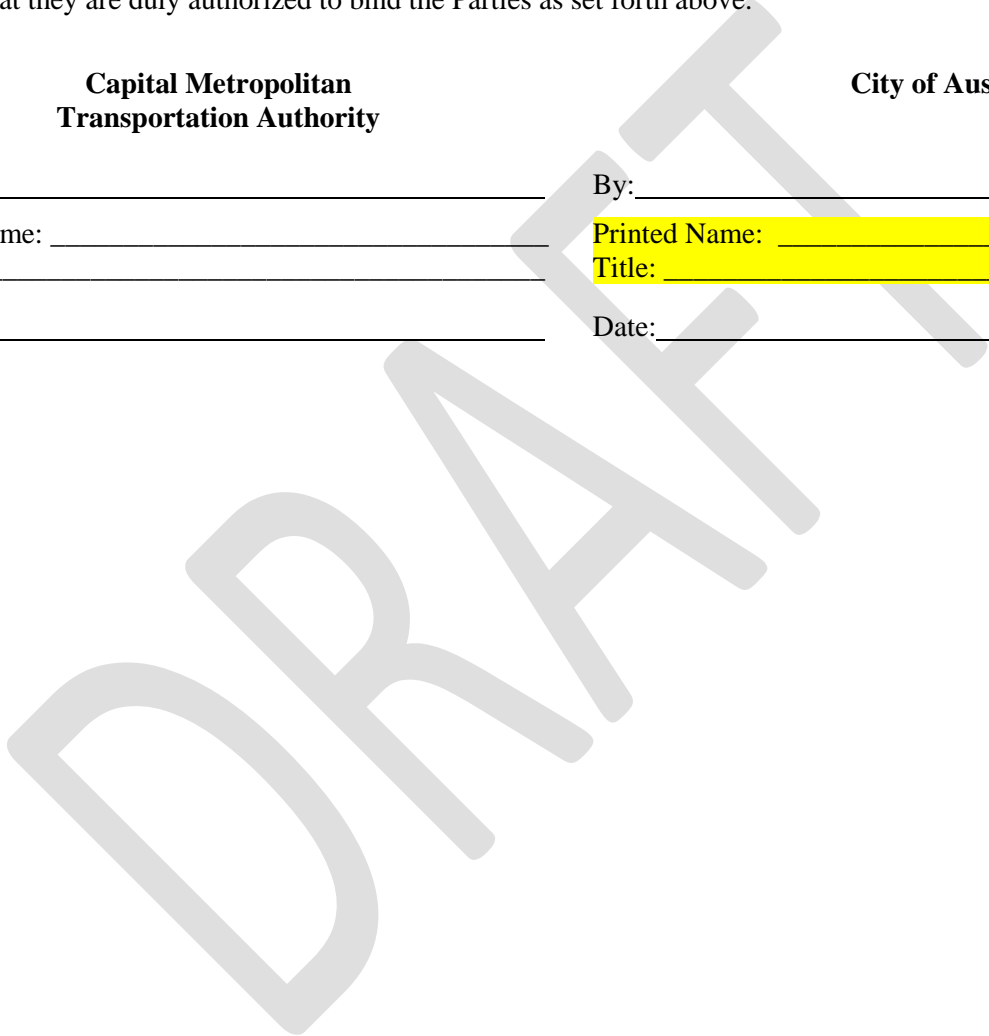 at they are duly authorized to bind the Parties as set forth above.
Capital Metropolitan
Transportation Authority
City of Aus
By:
me:
Printed Name:
Title:
Date:
DRAFT